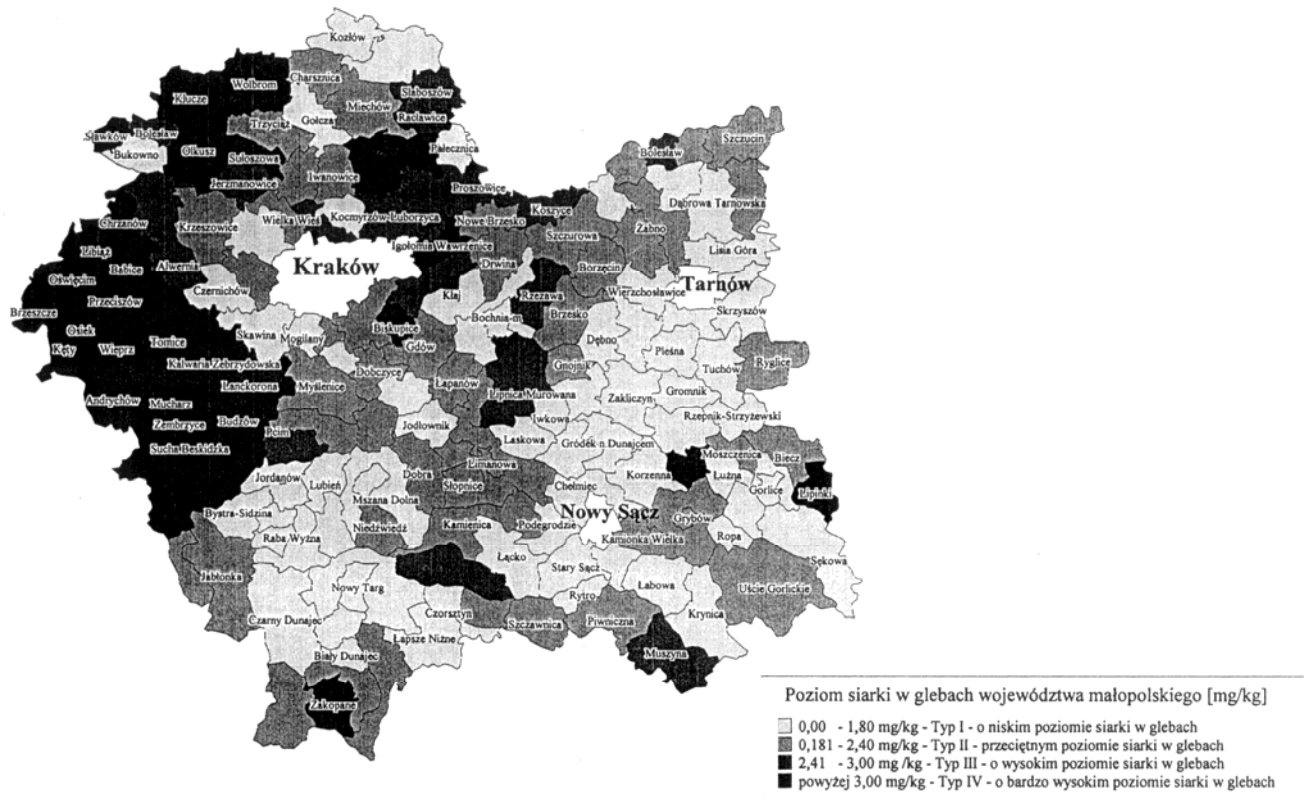 Kozłów
Charsznica
Wolbrom
Klucze
Słaboszów
Miechów
Racławice
Gołcza
Trzyciąż
Sławków
Bolesław
Bukowno
Olkusz
Sułoszowa
Pałecznica
Jerzmanowice
Iwanowice
Proszowice
Bolesław
Szczucin
Chrzanów
Krzeszowice
Wielka Wieś
Kocmyrzów-Luborzyca
Nowe Brzesko
Koszyce
Dąbrowa Tarnowska
Szczurowa
Żabno
Libiąż
Babice
Alwernia
Kraków
Igołomia Wawrzenice
Drwina
Borzęcin
Lisia Góra
Oświęcim
Przeciszów
Czernichów
Kłaj
Rzezawa
Wierzchosławice
Tarnów
Brzeszcze
Osiek
Skawina
Mogilany
Biskupice
Bochnia-m
Brzesko
Skrzyszów
Kęty
Wieprz
Tomice
Gdów
Dębno
Pleśna
Kalwaria-Zebrzydowska
Dobczyce
Gnojnik
Tuchów
Ryglice
Lanckorona
Myślenice
Łapanów
Lipnica Murowana
Zakliczyn
Gromnik
Andrychów
Mucharz
Zembrzyce
Budzów
Pcim
Jodłownik
Iwkowa
Rzepnik-Strzyżewski
Sucha Beskidzka
Laskowa
Gródek n Dunajcem
Moszczenica
Biecz
Jordanów
Lubień
Dobra
Limanowa
Korzenna
Łużna
Gorlice
Lipinki
Mszana Dolna
Słopnice
Chełmiec
Bystra-Sidzina
Nowy Sącz
Raba Wyżna
Niedźwiedź
Kamienica
Podegrodzie
Grybów
Kamionka Wielka
Ropa
Sękowa
Łącko
Jabłonka
Nowy Targ
Stary Sącz
Łabowa
Uście Gorlickie
Rytro
Czarny Dunajec
Czorsztyn
Szczawnica
Piwniczna
Krynica
Łapsze Niżne
Biały Dunajec
Muszyna
Zakopane
Poziom siarki w glebach województwa małopolskiego [mg/kg]
0,00 - 1,80 mg/kg - Typ I - o niskim poziomie siarki w glebach
0,181 - 2,40 mg/kg - Typ II - przeciętnym poziomie siarki w glebach
2,41 - 3,00 mg /kg - Typ III - o wysokim poziomie siarki w glebach
powyżej 3,00 mg/kg - Typ IV - o bardzo wysokim poziomie siarki w glebach